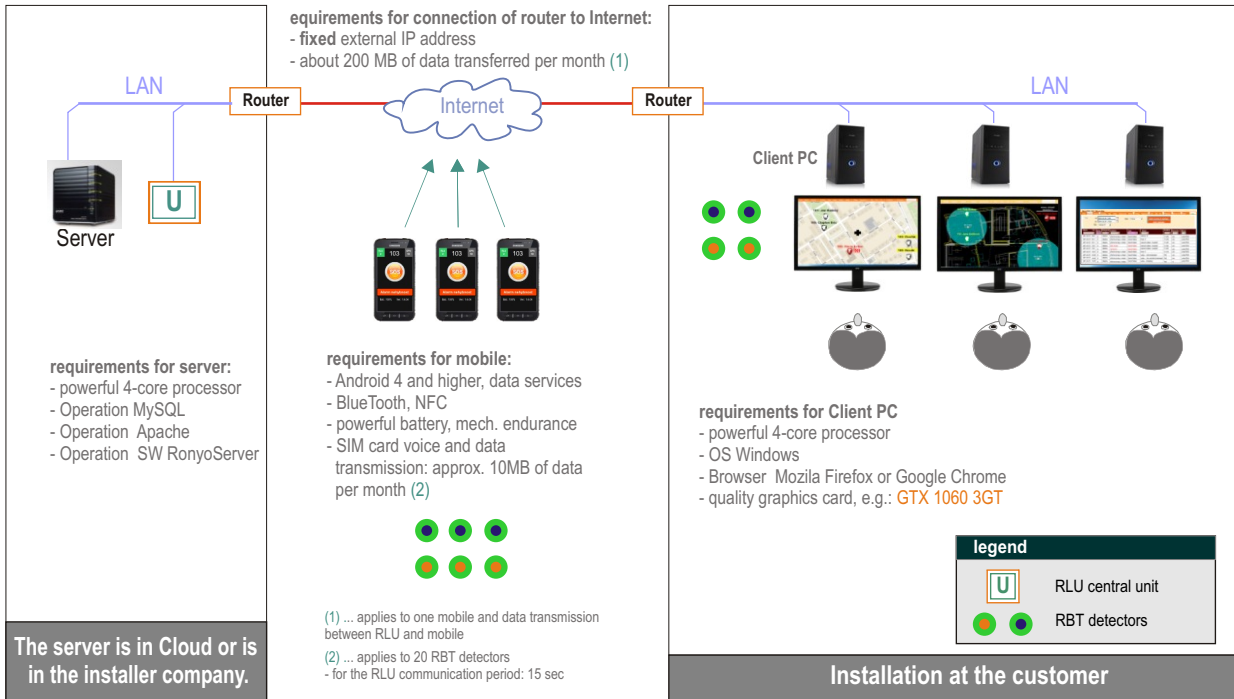 equirements for connection of router to Internet:
- fixed external IP address
- about 200 MB of data transferred per month (1)
LAN
Router
Internet
Router
LAN
Client PC
U
Server
103
103
103
SOS
SOS
SOS
requirements for server:
- powerful 4-core processor
- Operation MySQL
- Operation Apache
- Operation SW RonyoServer
requirements for mobile:
- Android 4 and higher, data services
- BlueTooth, NFC
- powerful battery, mech. endurance
- SIM card voice and data
transmission: approx. 10MB of data
per month (2)
requirements for Client PC
- powerful 4-core processor
- OS Windows
- Browser Mozila Firefox or Google Chrome
- quality graphics card, e.g.: GTX 1060 3GT
legend
U
RLU central unit
RBT detectors
(1) ... applies to one mobile and data transmission
between RLU and mobile
(2) ... applies to 20 RBT detectors
- for the RLU communication period: 15 sec
The server is in Cloud or is
in the installer company.
Installation at the customer